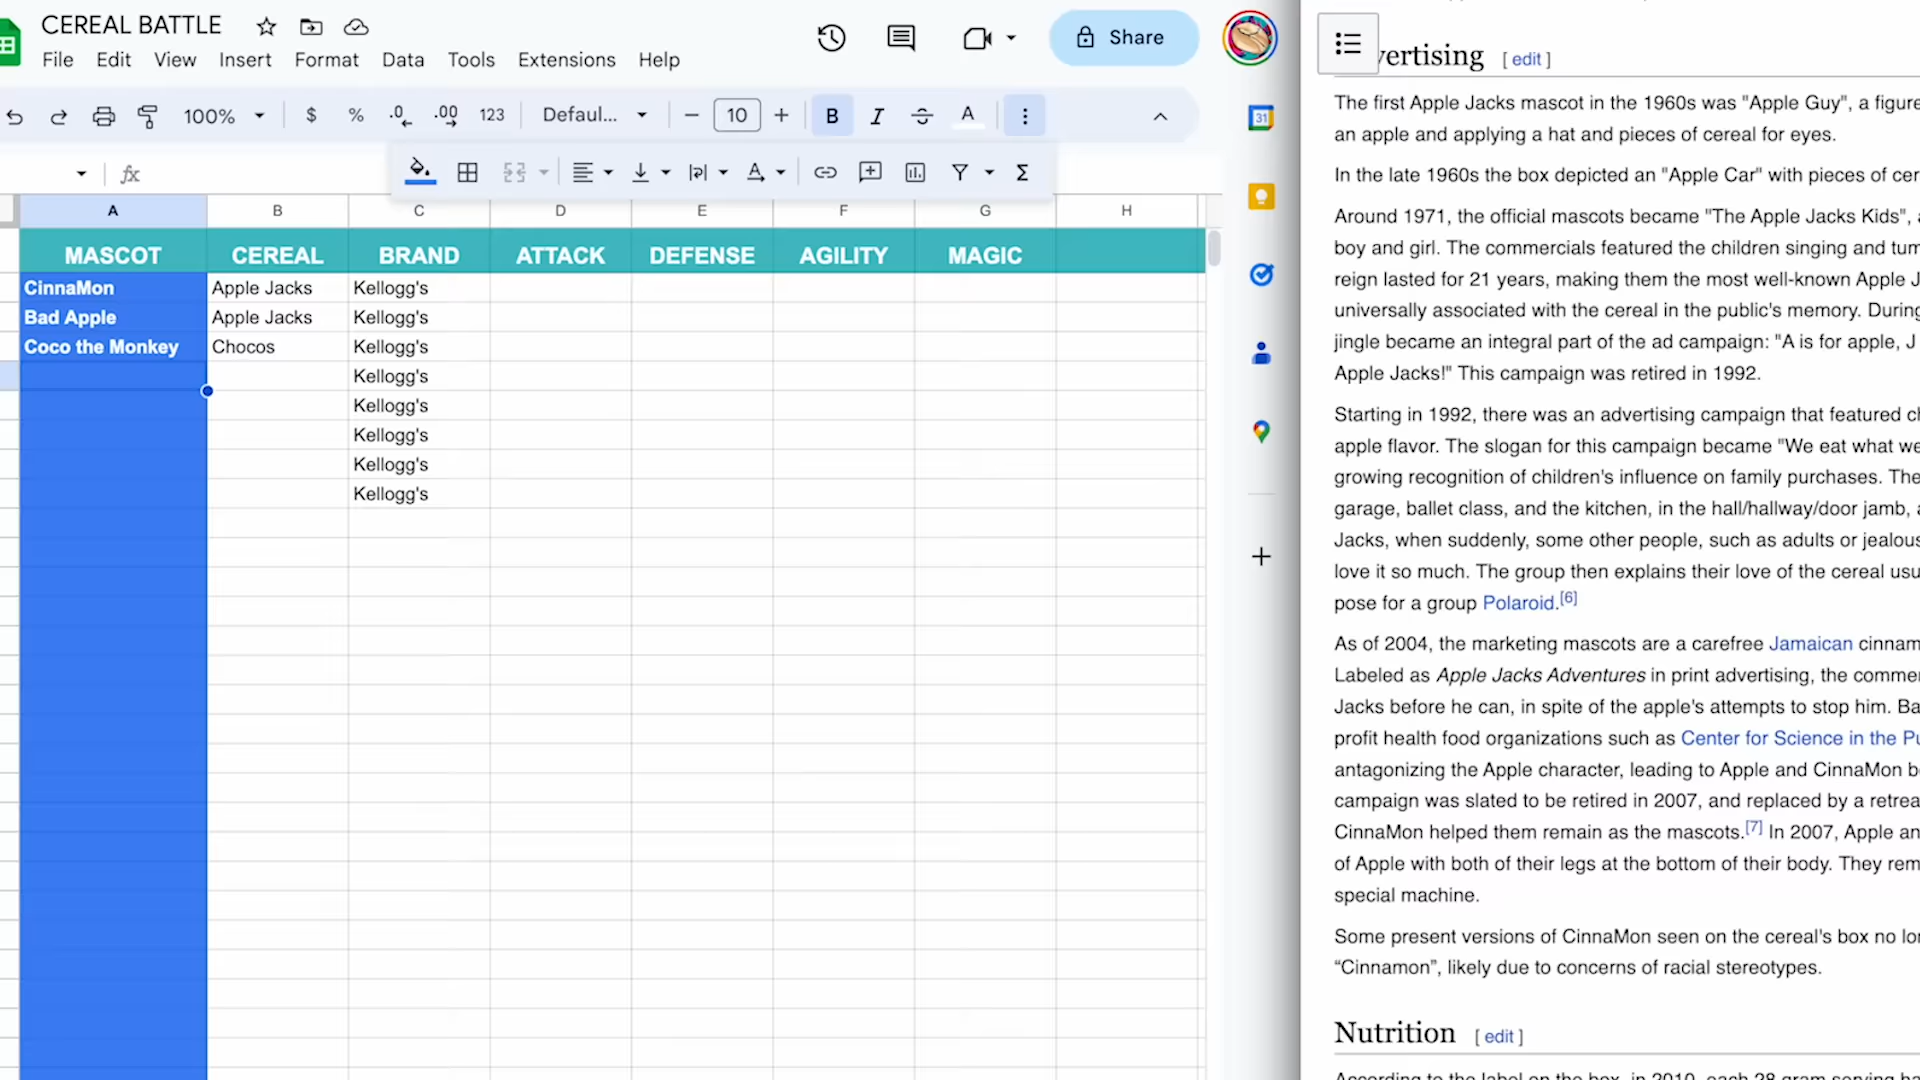 CEREAL BATTLE
File Edit View Insert Format Data Tools Extensions Help
Share
100% $ % .0 .00 123 Defaul... 10 B I A
31
fx
A B C D E F G H
MASCOT CEREAL BRAND ATTACK DEFENSE AGILITY MAGIC
CinnaMon Apple Jacks Kellogg's
Bad Apple Apple Jacks Kellogg's
Coco the Monkey Chocos Kellogg's
Kellogg's
Kellogg's
Kellogg's
Kellogg's
Kellogg's
vertising [ edit ]
The first Apple Jacks mascot in the 1960s was "Apple Guy", a figure
an apple and applying a hat and pieces of cereal for eyes.
In the late 1960s the box depicted an "Apple Car" with pieces of cer
Around 1971, the official mascots became "The Apple Jacks Kids", a
boy and girl. The commercials featured the children singing and tum
reign lasted for 21 years, making them the most well-known Apple J
universally associated with the cereal in the public's memory. During
jingle became an integral part of the ad campaign: "A is for apple, J
Apple Jacks!" This campaign was retired in 1992.
Starting in 1992, there was an advertising campaign that featured ch
apple flavor. The slogan for this campaign became "We eat what we
growing recognition of children's influence on family purchases. The
garage, ballet class, and the kitchen, in the hall/hallway/door jamb, a
Jacks, when suddenly, some other people, such as adults or jealous
love it so much. The group then explains their love of the cereal usu
pose for a group Polaroid.[6]
As of 2004, the marketing mascots are a carefree Jamaican cinnam
Labeled as Apple Jacks Adventures in print advertising, the comme
Jacks before he can, in spite of the apple's attempts to stop him. Ba
profit health food organizations such as Center for Science in the Pu
antagonizing the Apple character, leading to Apple and CinnaMon b
campaign was slated to be retired in 2007, and replaced by a retrea
CinnaMon helped them remain as the mascots.[7] In 2007, Apple an
of Apple with both of their legs at the bottom of their body. They rem
special machine.
Some present versions of CinnaMon seen on the cereal's box no lo
“Cinnamon”, likely due to concerns of racial stereotypes.
Nutrition [ edit ]
According to the label on the box, in 2010, each 28 gram serving ha